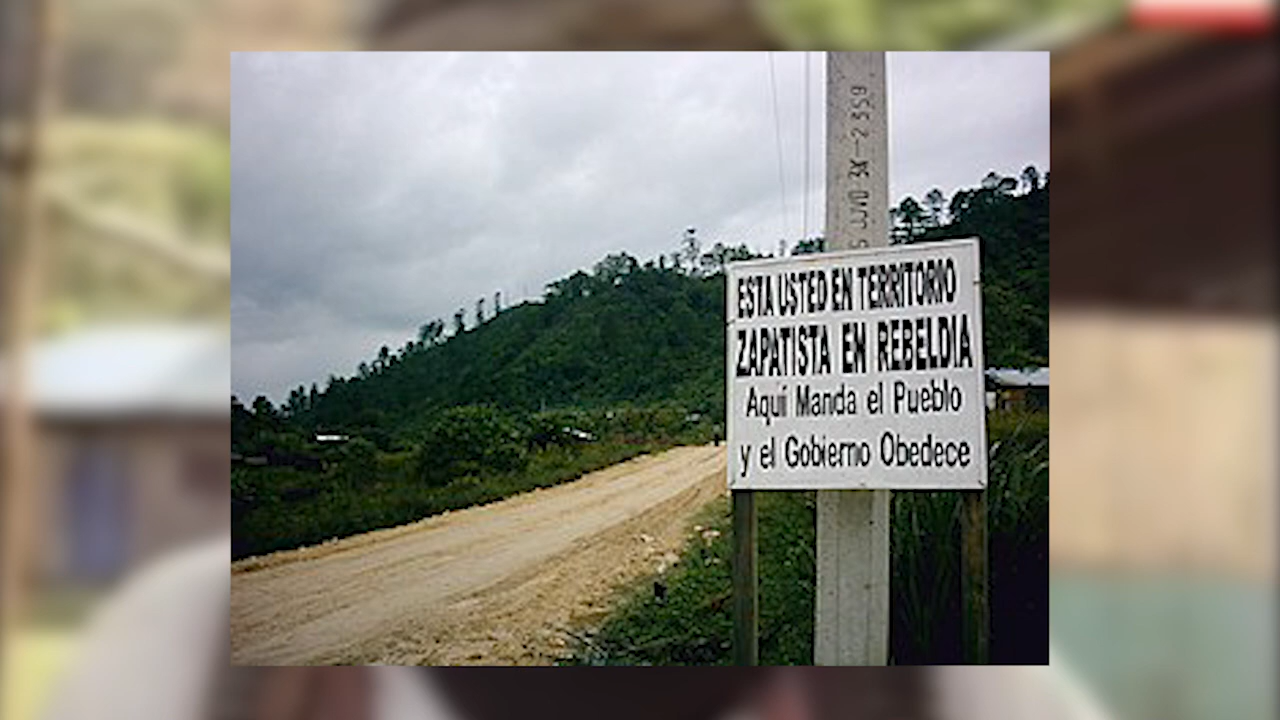 ESTA USTED EN TERRITORIO
ZAPATISTA EN REBELDIA
Aquí Manda el Pueblo
y el Gobierno Obedece